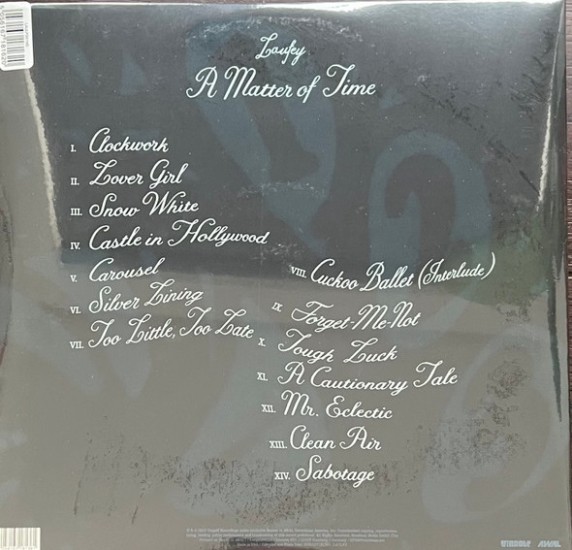 Laufey
A Matter of Time
I. Clockwork
II. Lover Girl
III. Snow White
IV. Castle in Hollywood
V. Carousel
VI. Silver Lining
VII. Too Little, Too Late
VIII. Cuckoo Ballet (Interlude)
IX. Forget-Me-Not
X. Tough Luck
XI. A Cautionary Tale
XII. Mr. Eclectic
XIII. Clean Air
XIV. Sabotage